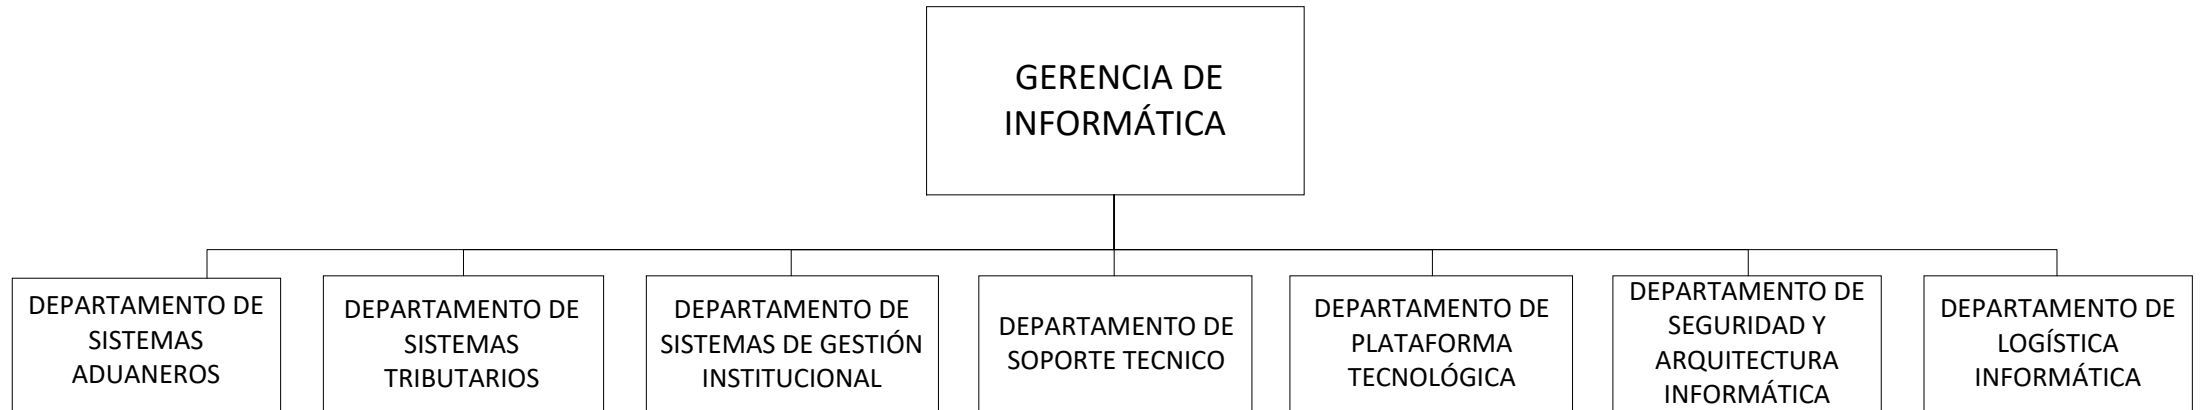 GERENCIA DE
INFORMÁTICA
DEPARTAMENTO DE
SISTEMAS
ADUANEROS
DEPARTAMENTO DE
SISTEMAS
TRIBUTARIOS
DEPARTAMENTO DE
SISTEMAS DE GESTIÓN
INSTITUCIONAL
DEPARTAMENTO DE
SOPORTE TECNICO
DEPARTAMENTO DE
PLATAFORMA
TECNOLÓGICA
DEPARTAMENTO DE
SEGURIDAD Y
ARQUITECTURA
INFORMÁTICA
DEPARTAMENTO DE
LOGÍSTICA
INFORMÁTICA